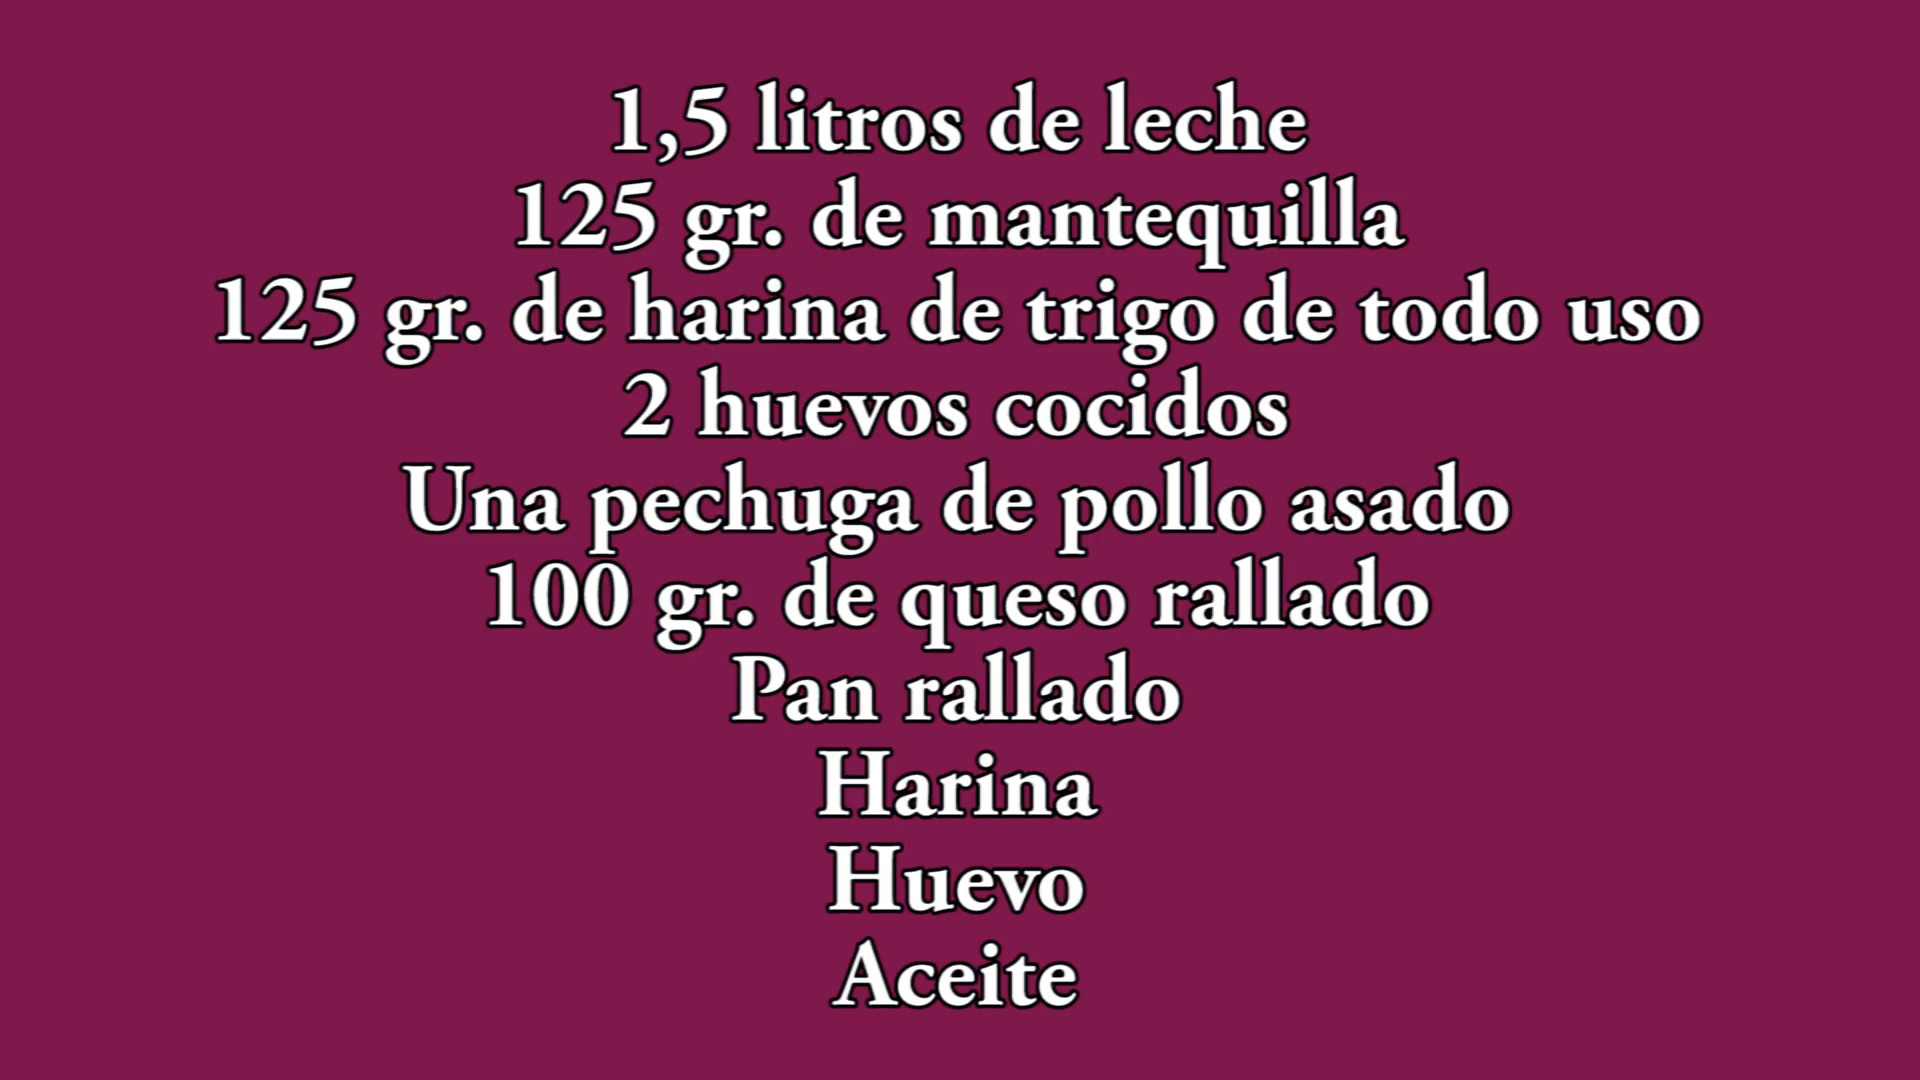 1,5 litros de leche
125 gr. de mantequilla
125 gr. de harina de trigo de todo uso
2 huevos cocidos
Una pechuga de pollo asado
100 gr. de queso rallado
Pan rallado
Harina
Huevo
Aceite